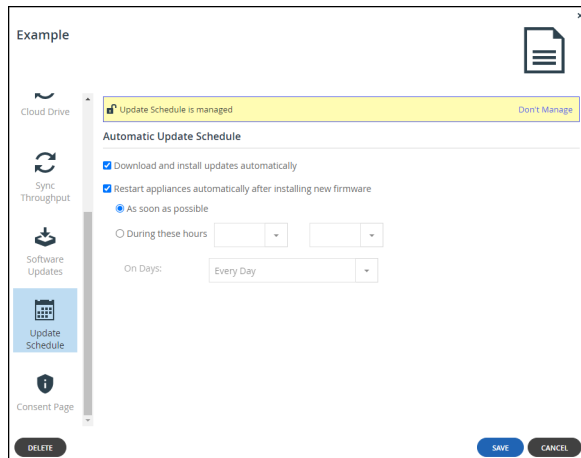 ×
Example
Cloud Drive
Update Schedule is managed
Don't Manage
Automatic Update Schedule
Download and install updates automatically
Sync
Throughput
Restart appliances automatically after installing new firmware
As soon as possible
During these hours
Software
Updates
On Days:
Every Day
Update
Schedule
Consent Page
DELETE
SAVE
CANCEL